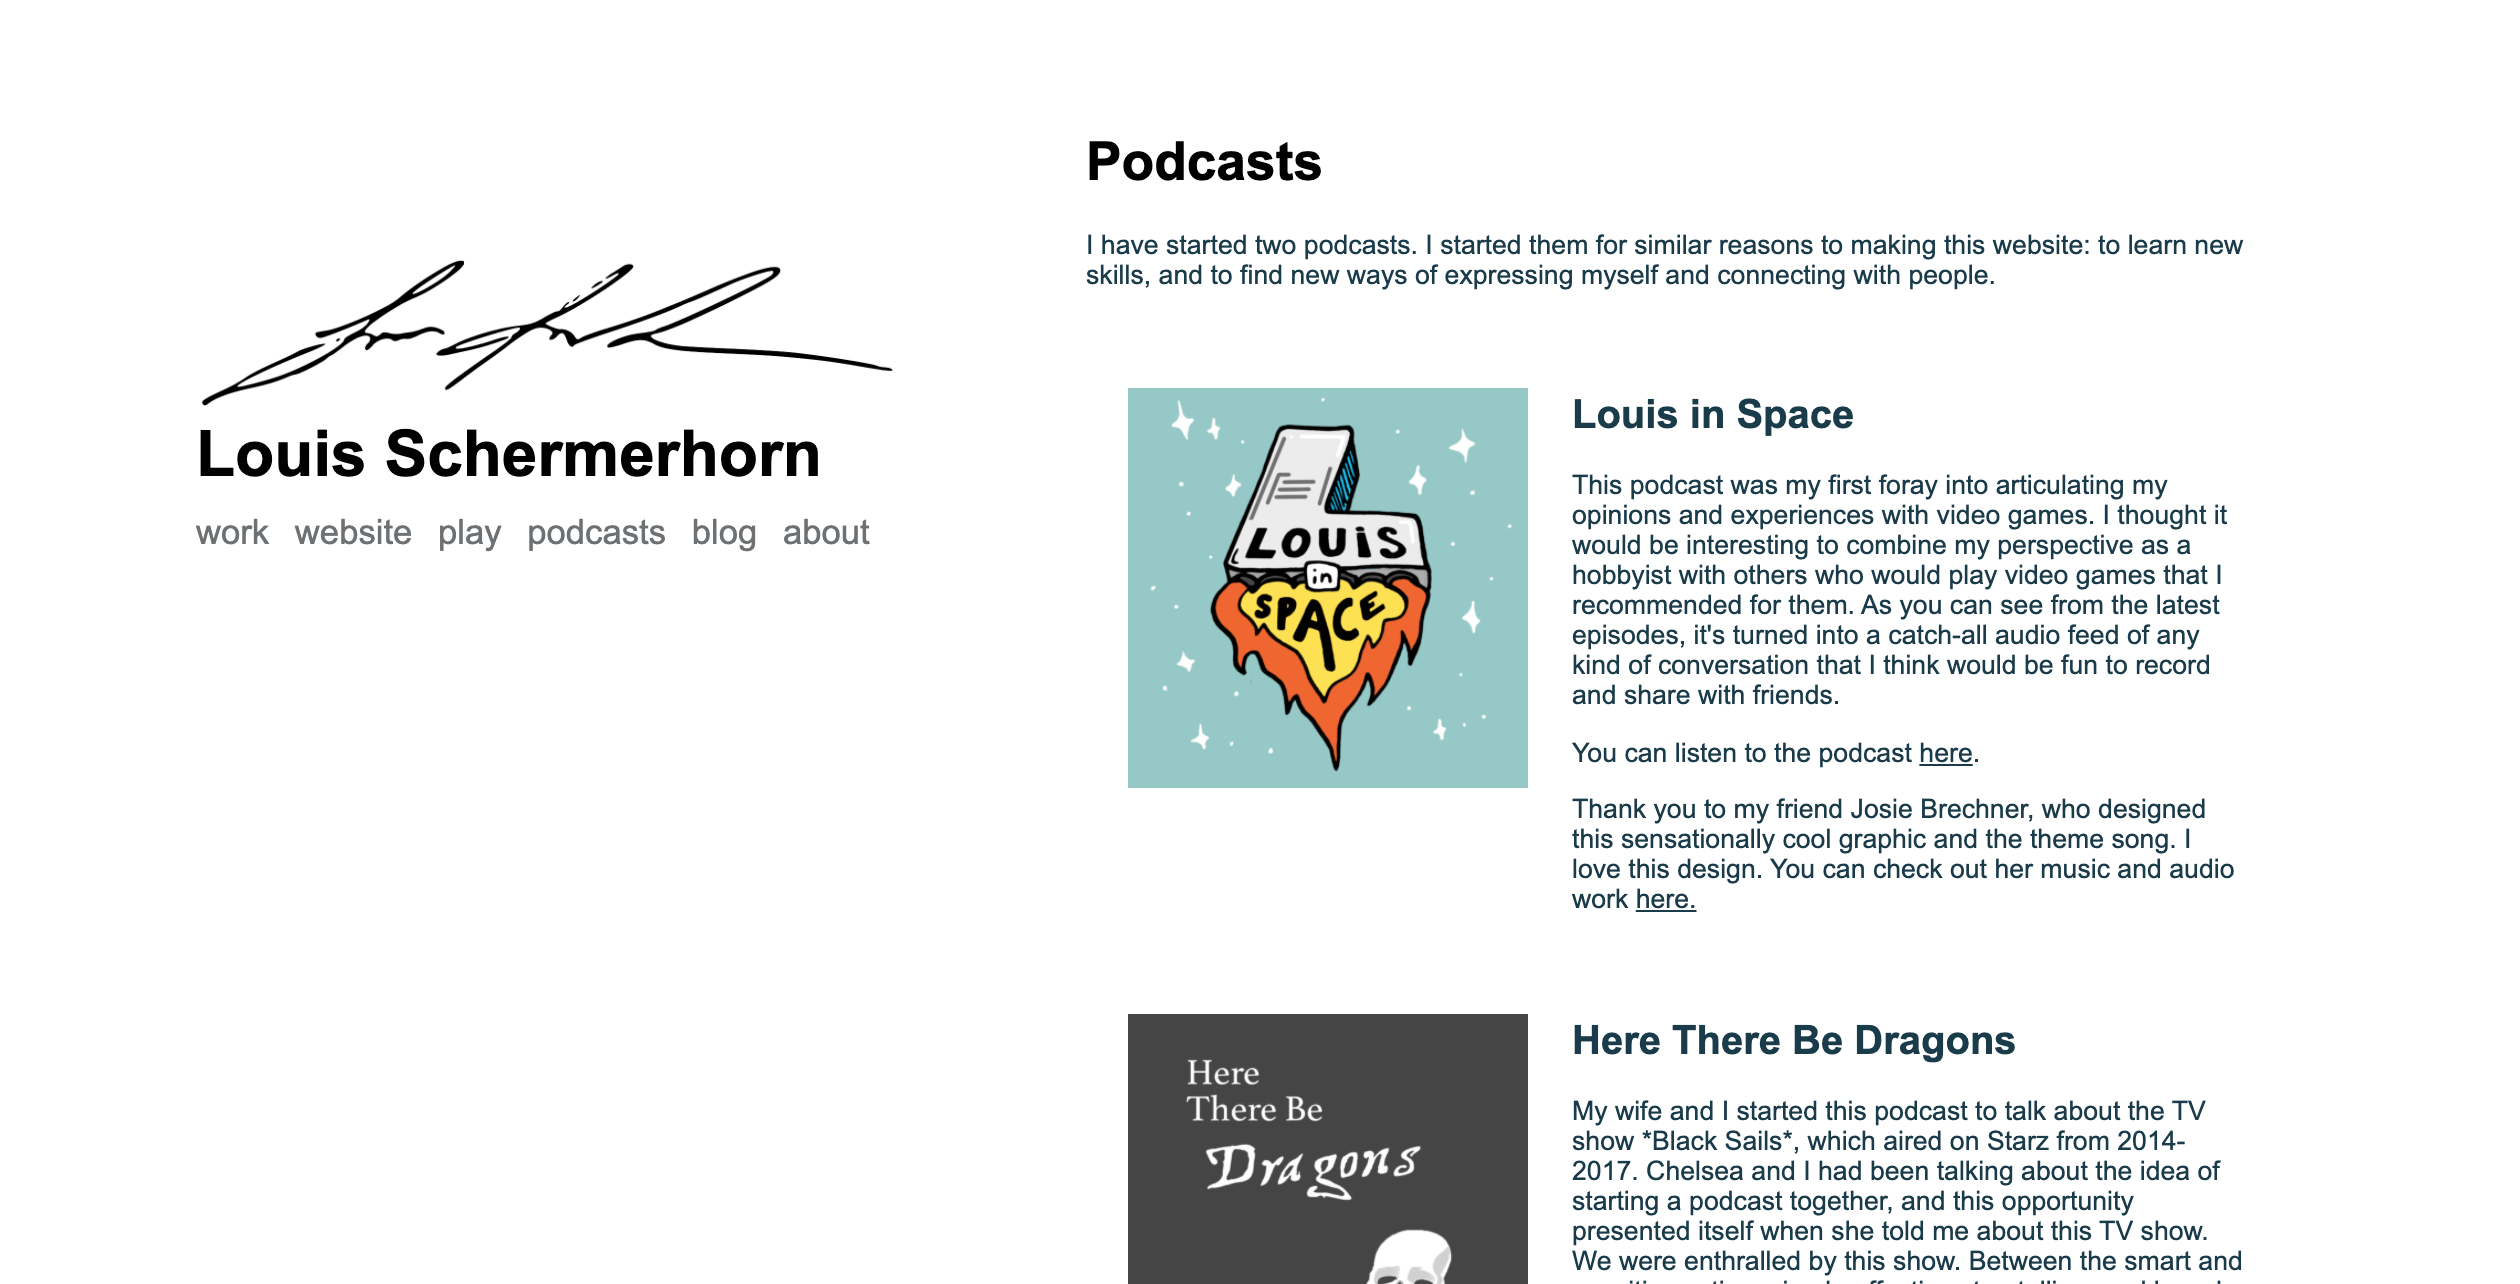 Louis Schermerhorn
work website play podcasts blog about
Podcasts
I have started two podcasts. I started them for similar reasons to making this website: to learn new
skills, and to find new ways of expressing myself and connecting with people.
LOUiS
in
SPACE
Louis in Space
This podcast was my first foray into articulating my
opinions and experiences with video games. I thought it
would be interesting to combine my perspective as a
hobbyist with others who would play video games that I
recommended for them. As you can see from the latest
episodes, it's turned into a catch-all audio feed of any
kind of conversation that I think would be fun to record
and share with friends.
You can listen to the podcast here.
Thank you to my friend Josie Brechner, who designed
this sensationally cool graphic and the theme song. I
love this design. You can check out her music and audio
work here.
Here
There Be
Dragons
Here There Be Dragons
My wife and I started this podcast to talk about the TV
show *Black Sails*, which aired on Starz from 2014-
2017. Chelsea and I had been talking about the idea of
starting a podcast together, and this opportunity
presented itself when she told me about this TV show.
We were enthralled by this show. Between the smart and